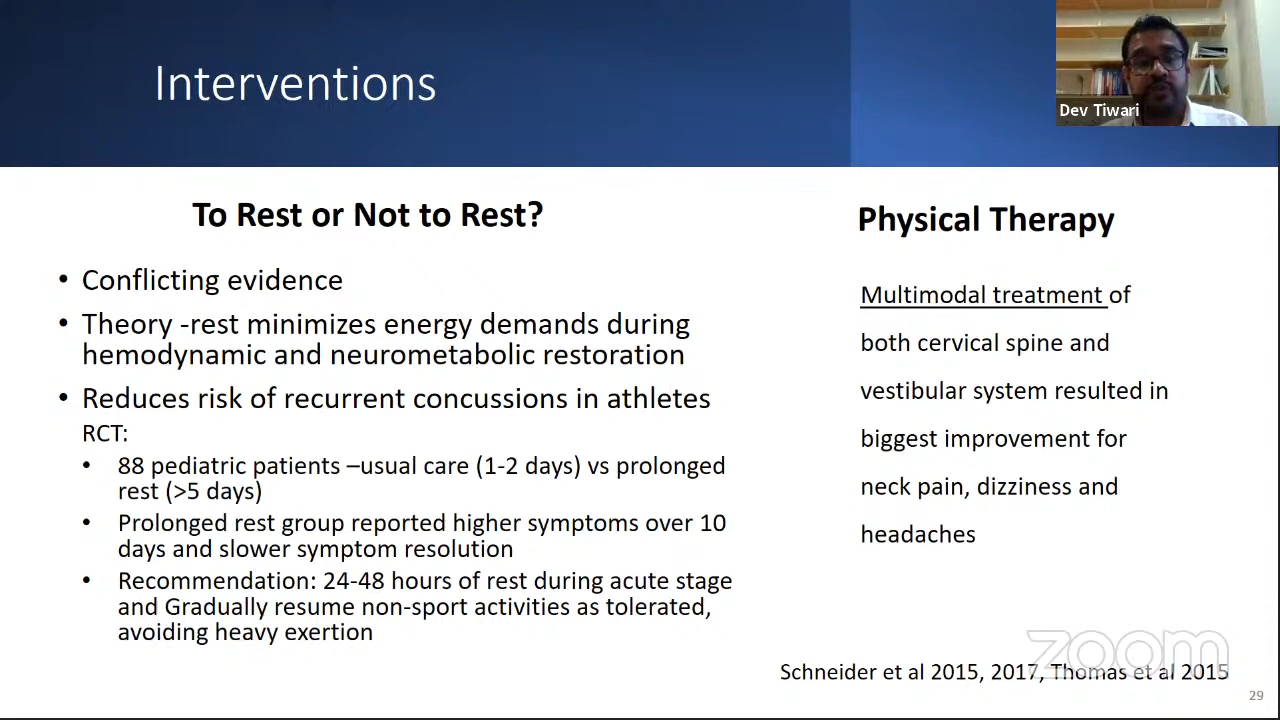 Interventions
Dev Tiwari
To Rest or Not to Rest?
• Conflicting evidence
• Theory -rest minimizes energy demands during
hemodynamic and neurometabolic restoration
• Reduces risk of recurrent concussions in athletes
RCT:
• 88 pediatric patients –usual care (1-2 days) vs prolonged
rest (>5 days)
• Prolonged rest group reported higher symptoms over 10
days and slower symptom resolution
• Recommendation: 24-48 hours of rest during acute stage
and Gradually resume non-sport activities as tolerated,
avoiding heavy exertion
Physical Therapy
Multimodal treatment of
both cervical spine and
vestibular system resulted in
biggest improvement for
neck pain, dizziness and
headaches
zoom
Schneider et al 2015, 2017, Thomas et al 2015
29